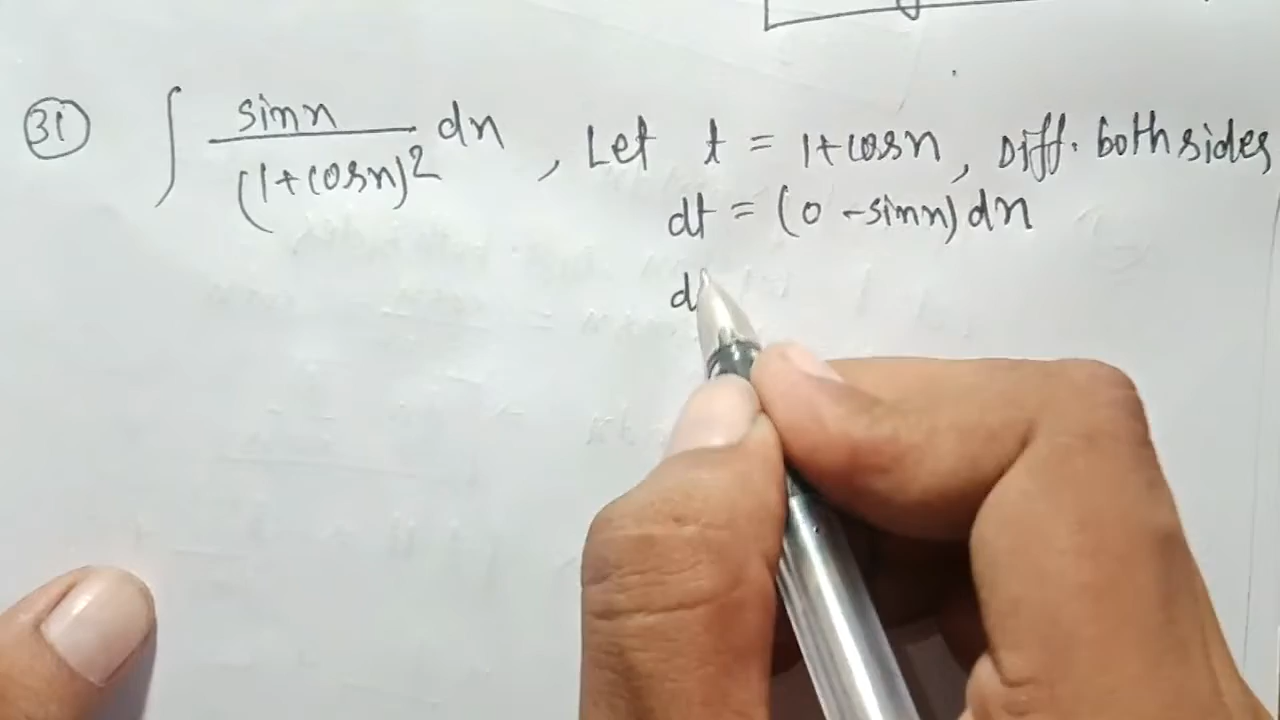 31 ∫ sinx / (1+cosx)² dx , Let t = 1+cosx, Diff. both sides
dt = (0 -sinx) dx
d